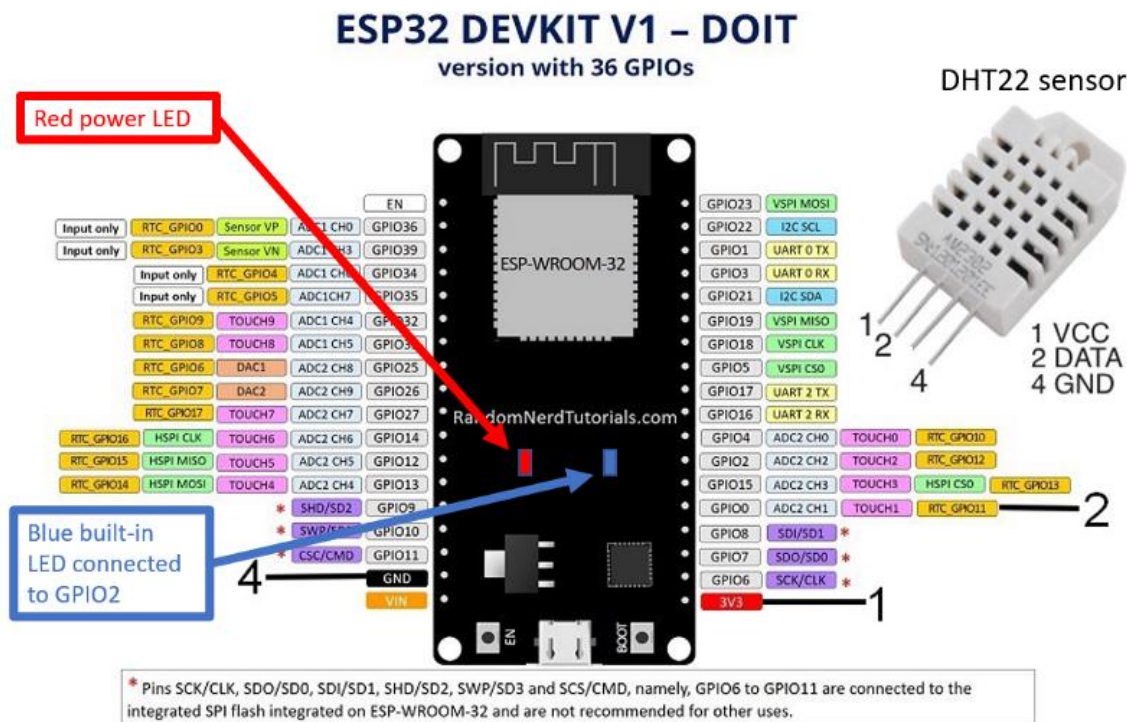 ESP32 DEVKIT V1 – DOIT
version with 36 GPIOs
DHT22 sensor
Red power LED
EN
Input only RTC_GPIO0 Sensor VP ADC1 CH0 GPIO36
Input only RTC_GPIO3 Sensor VN ADC1 CH3 GPIO39
Input only RTC_GPIO4 ADC1 GPIO34
Input only RTC_GPIO5 ADC1CH7 GPIO35
RTC_GPIO9 TOUCH9 ADC1 CH4 GPIO32
RTC_GPIO8 TOUCH8 ADC1 CH5
RTC_GPIO6 DAC1 ADC2 CH8 GPIO25
RTC_GPIO7 DAC2 ADC2 CH9 GPIO26
RTC_GPIO17 TOUCH7 ADC2 CH7 GPIO27
RTC_GPIO16 HSPI CLK TOUCH6 ADC2 CH6 GPIO14
RTC_GPIO15 HSPI MISO TOUCH5 ADC2 CH5 GPIO12
RTC_GPIO14 HSPI MOSI TOUCH4 ADC2 CH4 GPIO13
* SHD/SD2 GPIO9
* GPIO10
* CSC/CMD GPIO11
4 GND
VIN
Blue built-in
LED connected
to GPIO2
ESP-WROOM-32
RandomNerdTutorials.com
EN
BOOT
GPIO23 VSPI MOSI
GPIO22 I2C SCL
GPIO1 UART 0 TX
GPIO3 UART 0 RX
GPIO21 I2C SDA
GPIO19 VSPI MISO
GPIO18 VSPI CLK
GPIO5 VSPI CS0
GPIO17 UART 2 TX
GPIO16 UART 2 RX
GPIO4 ADC2 CH0 TOUCH0 RTC_GPIO10
GPIO2 ADC2 CH2 TOUCH2 RTC_GPIO12
GPIO15 ADC2 CH3 TOUCH3 HSPI CS0 RTC_GPIO13
GPIO0 ADC2 CH1 TOUCH1 RTC_GPIO11 2
GPIO8 SDI/SD1 *
GPIO7 SDO/SD0 *
GPIO6 SCK/CLK *
3V3 1
AM2302
1
2
4
1 VCC
2 DATA
4 GND
* Pins SCK/CLK, SDO/SD0, SDI/SD1, SHD/SD2, SWP/SD3 and SCS/CMD, namely, GPIO6 to GPIO11 are connected to the
integrated SPI flash integrated on ESP-WROOM-32 and are not recommended for other uses.